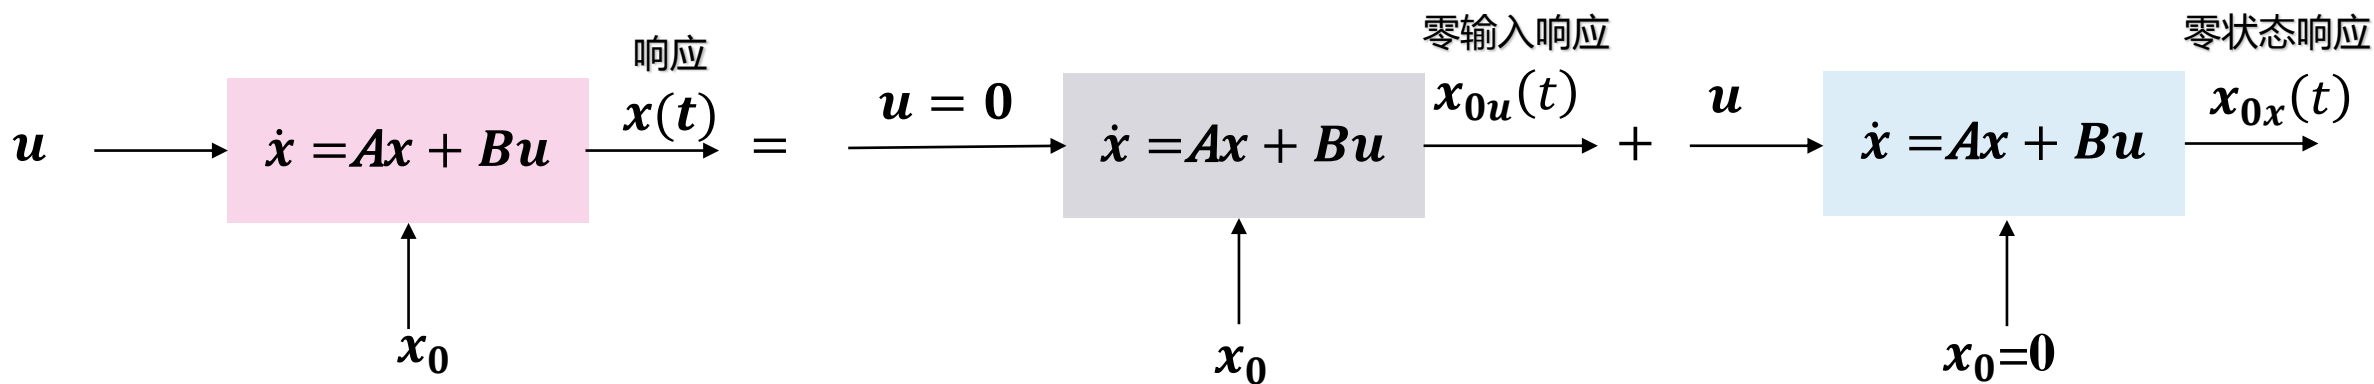 响应 零输入响应 零状态响应
u ẋ = Ax + Bu x(t) = u = 0 ẋ = Ax + Bu x₀ᵤ(t) + u ẋ = Ax + Bu x₀ₓ(t)
x₀ x₀ x₀=0